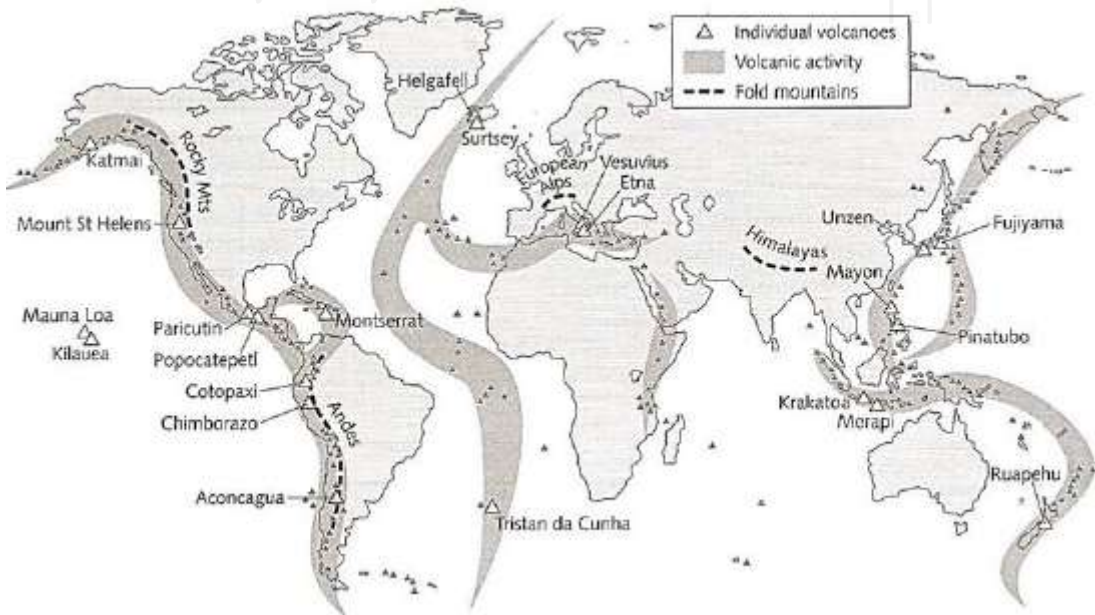 Individual volcanoes
Volcanic activity
Fold mountains
Helgafell
Surtsey
European
Alps
Vesuvius
Etna
Katmai
Rocky Mts
Mount St Helens
Unzen
Fujiyama
Himalayas
Mayon
Mauna Loa
Kilauea
Paricutin
Montserrat
Popocatepetl
Pinatubo
Cotopaxi
Krakatoa
Merapi
Chimborazo
Andes
Aconcagua
Ruapehu
Tristan da Cunha